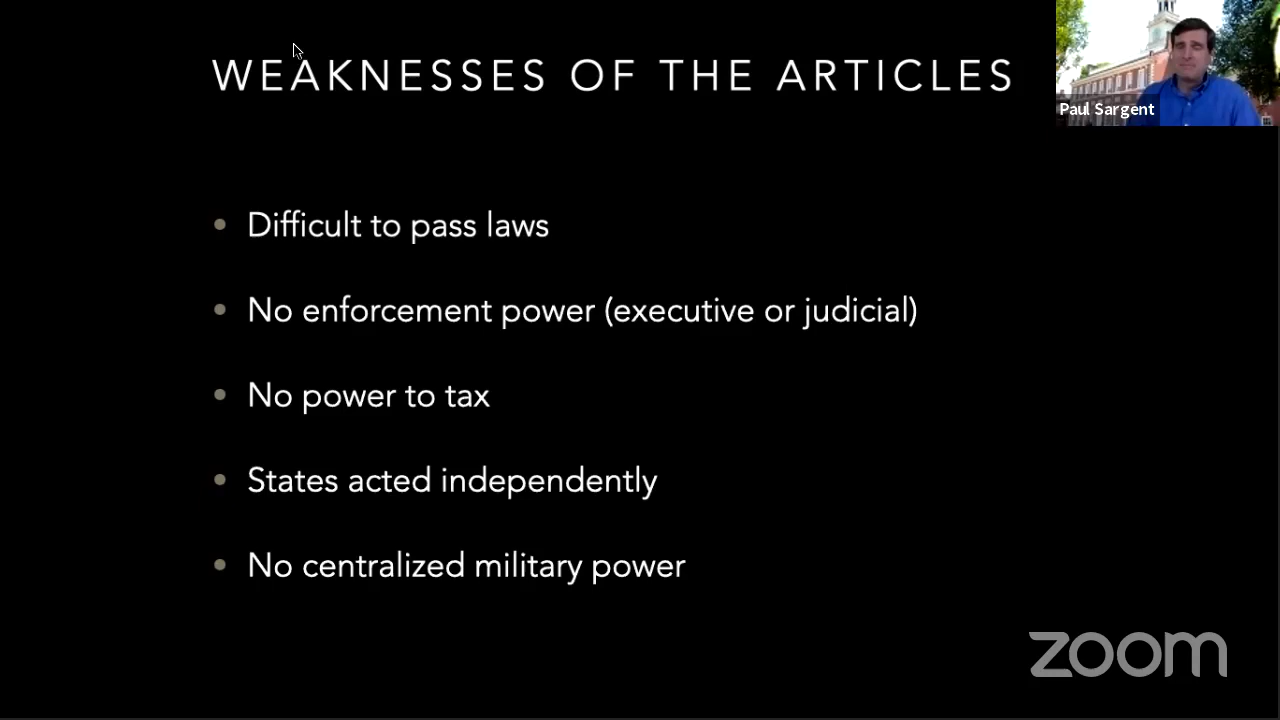 WEAKNESSES OF THE ARTICLES
Paul Sargent
• Difficult to pass laws
• No enforcement power (executive or judicial)
• No power to tax
• States acted independently
• No centralized military power
zoom